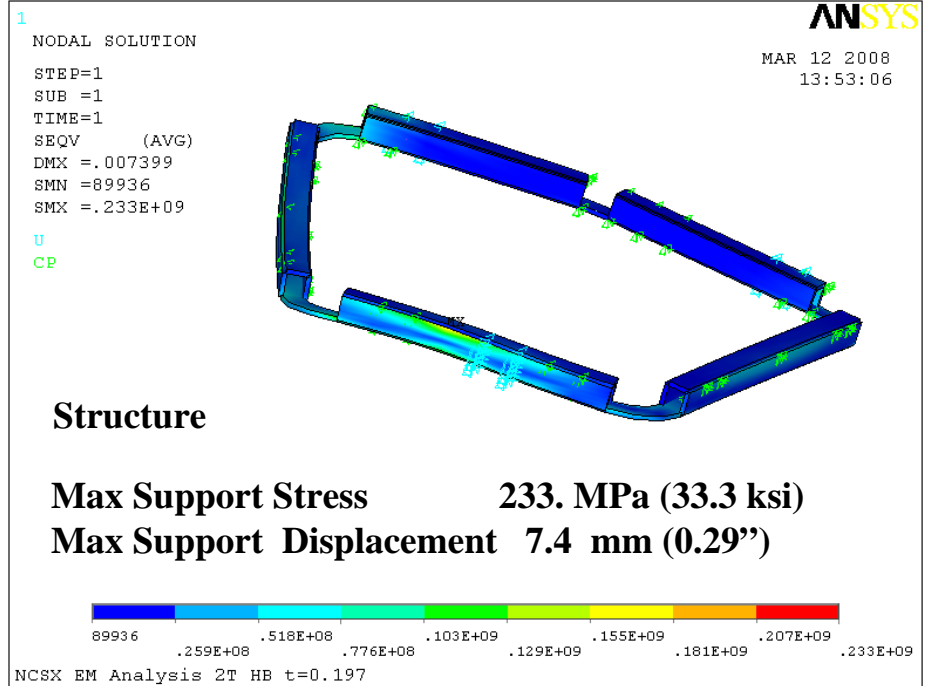 1
ANSYS
NODAL SOLUTION
MAR 12 2008
13:53:06
STEP=1
SUB =1
TIME=1
SEQV (AVG)
DMX =.007399
SMN =89936
SMX =.233E+09
U
CP
Structure
Max Support Stress 233. MPa (33.3 ksi)
Max Support Displacement 7.4 mm (0.29”)
89936 .518E+08 .103E+09 .155E+09 .207E+09
.259E+08 .776E+08 .129E+09 .181E+09 .233E+09
NCSX EM Analysis 2T HB t=0.197